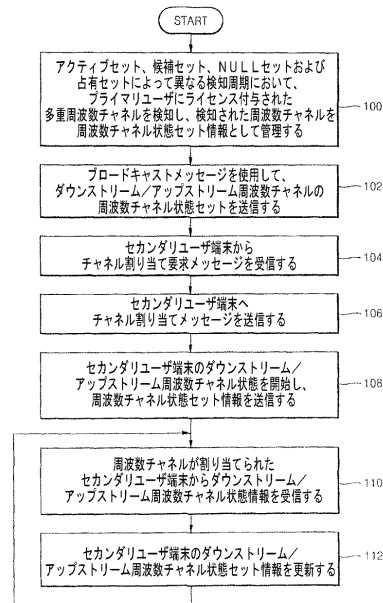 START
アクティブセット、候補セット、NULLセットおよび
占有セットによって異なる検知周期において、
プライマリユーザにライセンス付与された
多重周波数チャネルを検知し、検知された周波数チャネルを
周波数チャネル状態セット情報として管理する
100
ブロードキャストメッセージを使用して、
ダウンストリーム／アップストリーム周波数チャネルの
周波数チャネル状態セットを送信する
102
セカンダリユーザ端末から
チャネル割り当て要求メッセージを受信する
104
セカンダリユーザ端末へ
チャネル割り当てメッセージを送信する
106
セカンダリユーザ端末のダウンストリーム／
アップストリーム周波数チャネル状態を開始し、
周波数チャネル状態セット情報を送信する
108
周波数チャネルが割り当てられた
セカンダリユーザ端末からダウンストリーム／
アップストリーム周波数チャネル状態情報を受信する
110
セカンダリユーザ端末のダウンストリーム／
アップストリーム周波数チャネル状態セット情報を更新する
112